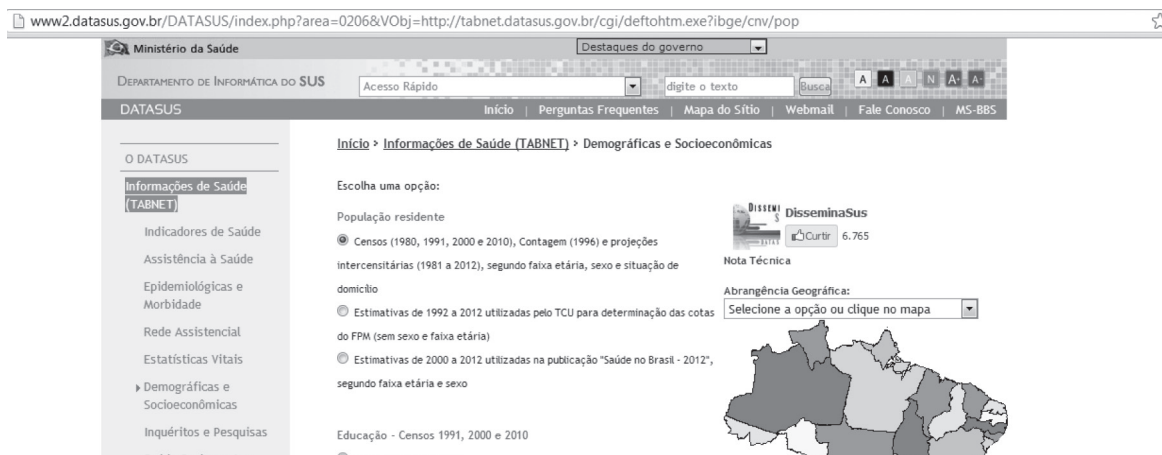 www2.datasus.gov.br/DATASUS/index.php?area=0206&VObj=http://tabnet.datasus.gov.br/cgi/deftohtm.exe?ibge/cnv/pop
Ministério da Saúde
Destaques do governo
DEPARTAMENTO DE INFORMÁTICA DO SUS
Acesso Rápido
digite o texto
Busca
A A A N A+ A-
DATASUS
Início | Perguntas Frequentes | Mapa do Sítio | Webmail | Fale Conosco | MS-BBS
O DATASUS
Informações de Saúde
(TABNET)
Indicadores de Saúde
Assistência à Saúde
Epidemiológicas e
Morbidade
Rede Assistencial
Estatísticas Vitais
Demográficas e
Socioeconômicas
Inquéritos e Pesquisas
Início > Informações de Saúde (TABNET) > Demográficas e Socioeconômicas
Escolha uma opção:
População residente
Censos (1980, 1991, 2000 e 2010), Contagem (1996) e projeções
intercensitárias (1981 a 2012), segundo faixa etária, sexo e situação de
domicílio
Estimativas de 1992 a 2012 utilizadas pelo TCU para determinação das cotas
do FPM (sem sexo e faixa etária)
Estimativas de 2000 a 2012 utilizadas na publicação "Saúde no Brasil - 2012",
segundo faixa etária e sexo
Educação - Censos 1991, 2000 e 2010
DISSEMI
S
DisseminaSus
Curtir 6.765
Nota Técnica
Abrangência Geográfica:
Selecione a opção ou clique no mapa